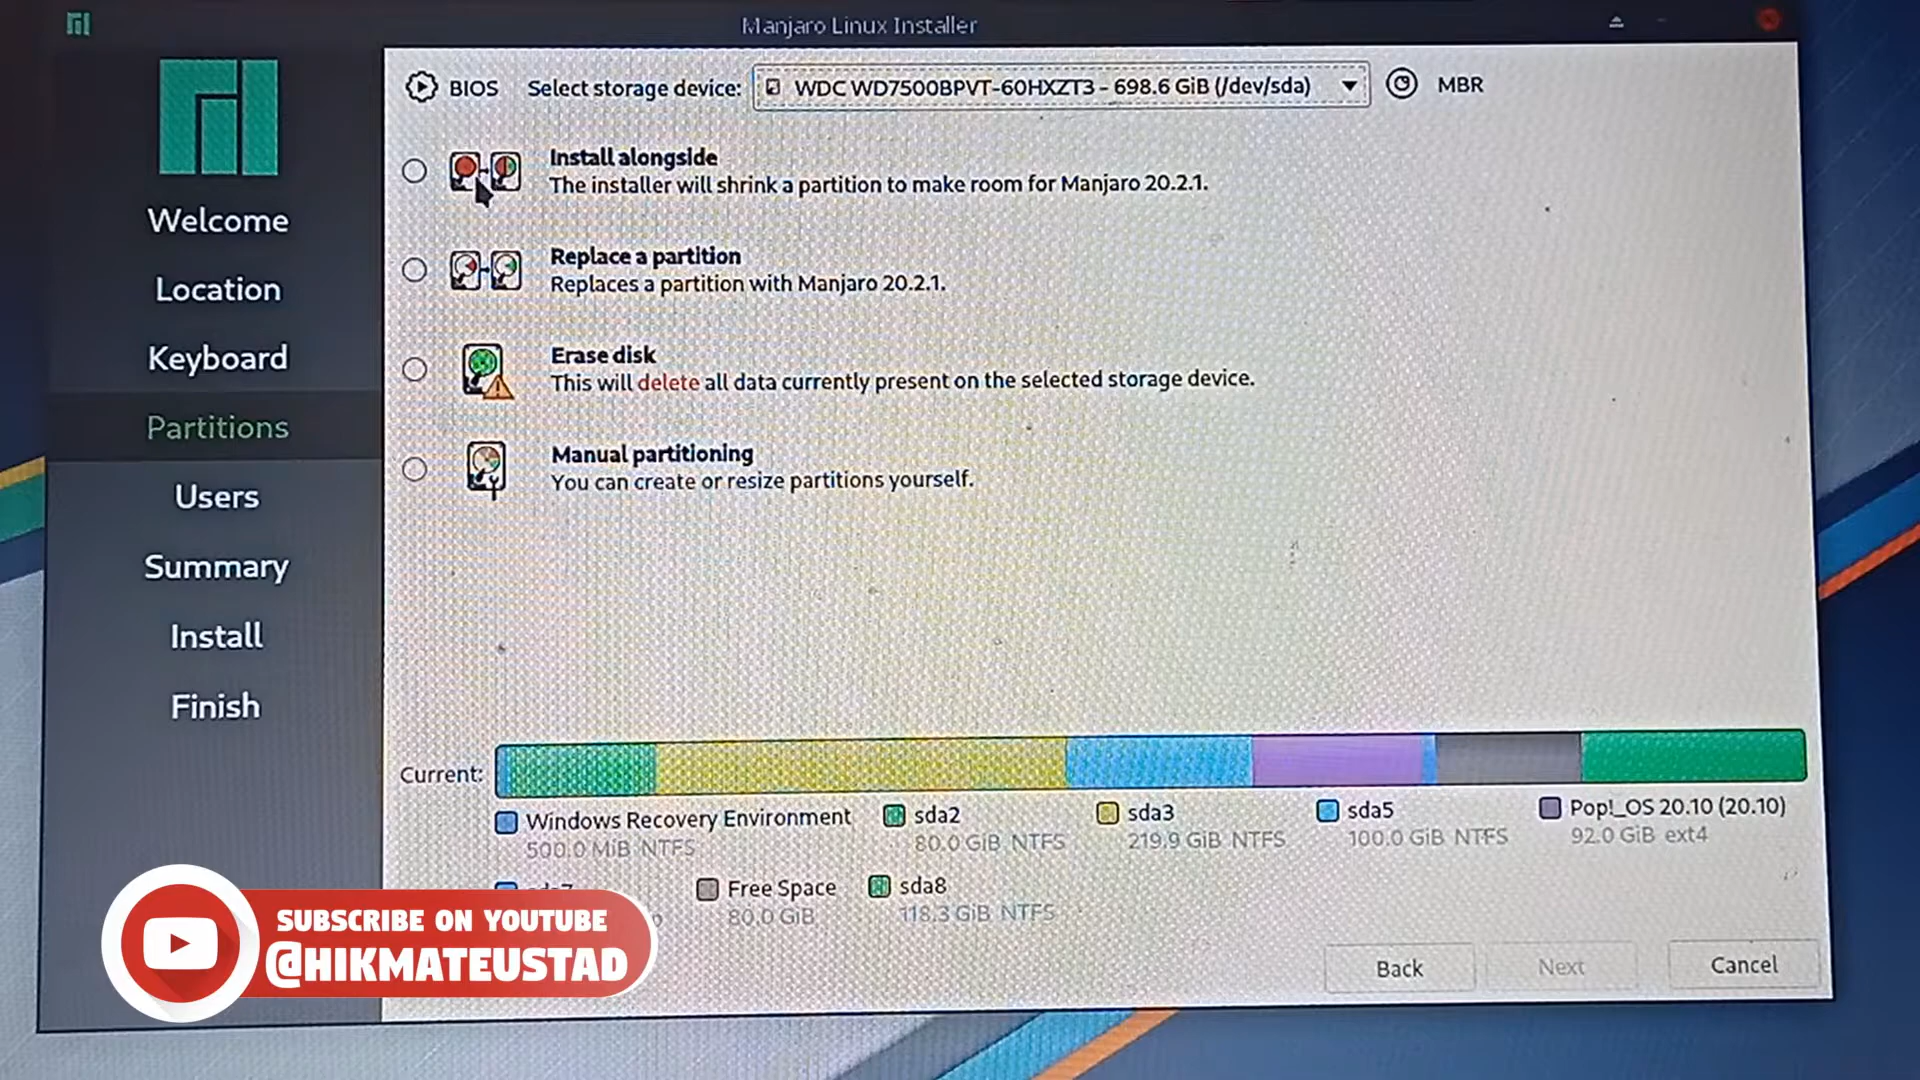 Manjaro Linux Installer
BIOS Select storage device: WDC WD7500BPVT-60HXZT3 - 698.6 GiB (/dev/sda) MBR
Welcome
Location
Keyboard
Partitions
Users
Summary
Install
Finish
Install alongside
The installer will shrink a partition to make room for Manjaro 20.2.1.
Replace a partition
Replaces a partition with Manjaro 20.2.1.
Erase disk
This will delete all data currently present on the selected storage device.
Manual partitioning
You can create or resize partitions yourself.
Current:
Windows Recovery Environment
500.0 MiB NTFS
sda2
80.0 GiB NTFS
sda3
219.9 GiB NTFS
sda5
100.0 GiB NTFS
Pop!_OS 20.10 (20.10)
92.0 GiB ext4
Free Space
80.0 GiB
sda8
118.3 GiB NTFS
Back
Next
Cancel
SUBSCRIBE ON YOUTUBE
@HIKMATEUSTAD